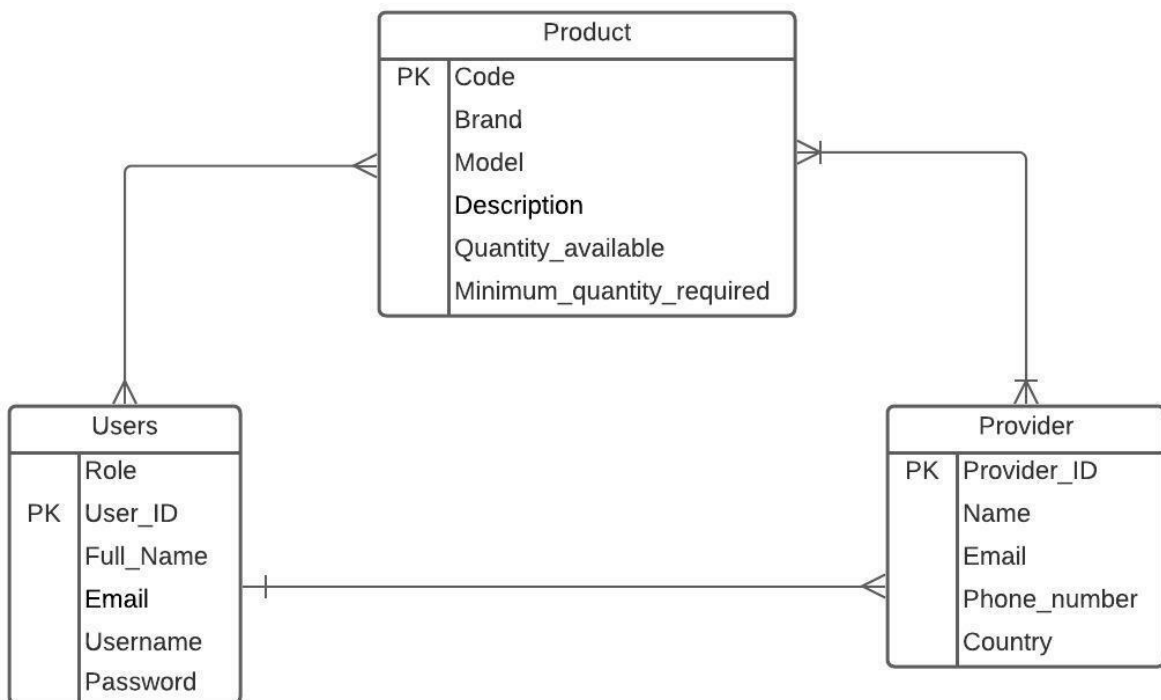 Product
PK Code
Brand
Model
Description
Quantity_available
Minimum_quantity_required
Users
Role
PK User_ID
Full_Name
Email
Username
Password
Provider
PK Provider_ID
Name
Email
Phone_number
Country